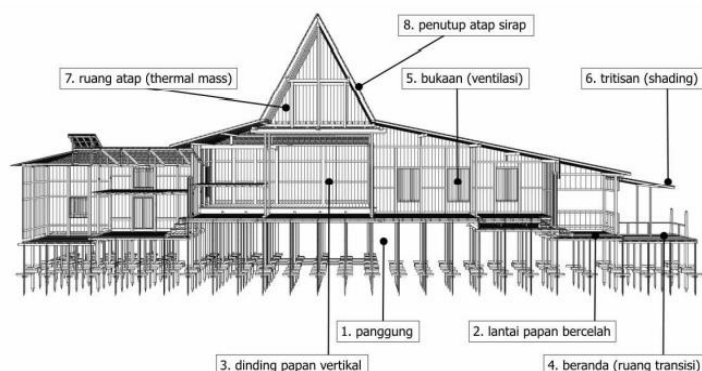 8. penutup atap sirap
7. ruang atap (thermal mass)
5. bukaan (ventilasi)
6. tritisan (shading)
1. panggung
2. lantai papan bercelah
3. dinding papan vertikal
4. beranda (ruang transisi)